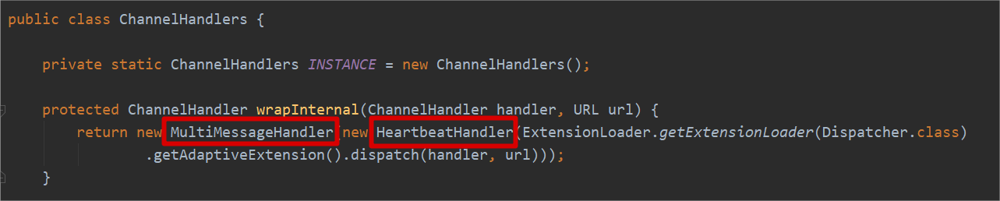 public class ChannelHandlers {
private static ChannelHandlers INSTANCE = new ChannelHandlers();
protected ChannelHandler wrapInternal(ChannelHandler handler, URL url) {
return new MultiMessageHandler(new HeartbeatHandler(ExtensionLoader.getExtensionLoader(Dispatcher.class)
.getAdaptiveExtension().dispatch(handler, url)));
}